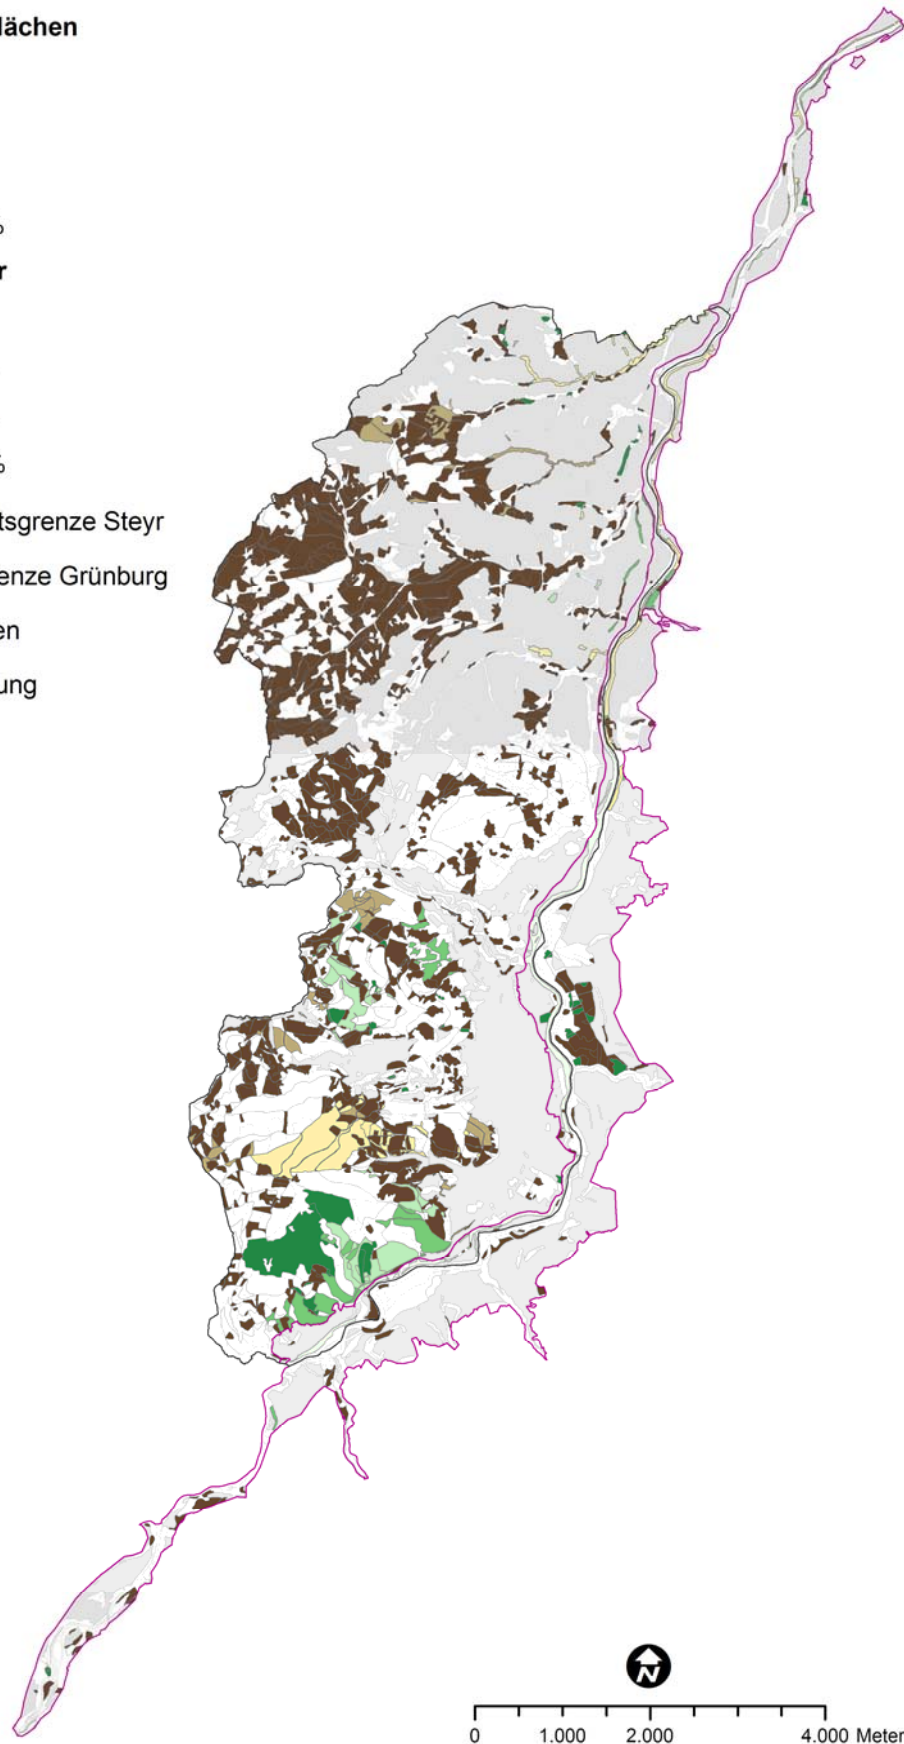 lächen
%
r
%
tsgrenze Steyr
enze Grünburg
en
ung
N
0 1.000 2.000 4.000 Meter